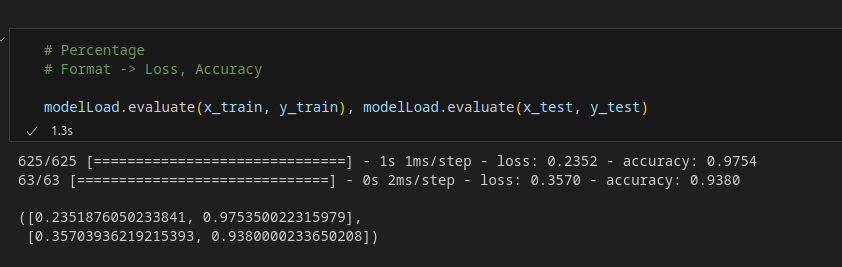 # Percentage
# Format -> Loss, Accuracy
modelLoad.evaluate(x_train, y_train), modelLoad.evaluate(x_test, y_test)
1.3s
625/625 [==============================] - 1s 1ms/step - loss: 0.2352 - accuracy: 0.9754
63/63 [==============================] - 0s 2ms/step - loss: 0.3570 - accuracy: 0.9380
([0.2351876050233841, 0.975350022315979],
[0.35703936219215393, 0.9380000233650208])